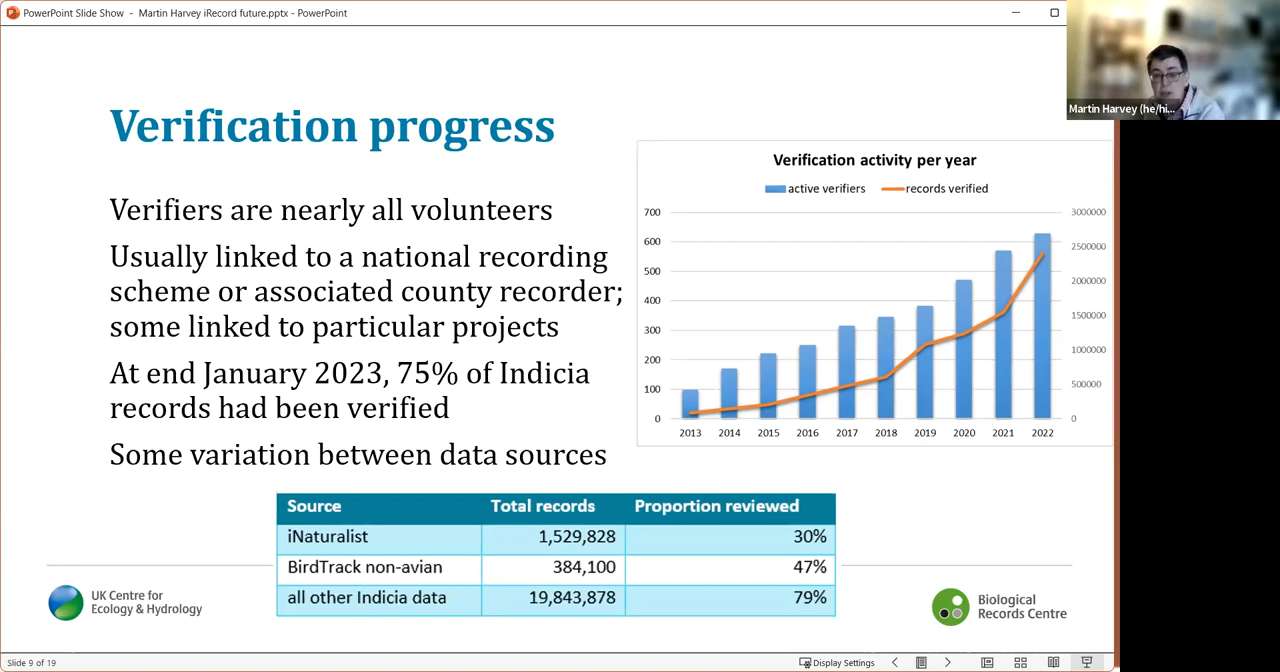 PowerPoint Slide Show - Martin Harvey iRecord future.pptx - PowerPoint
Martin Harvey (he/hi...
Verification progress
Verifiers are nearly all volunteers
Usually linked to a national recording
scheme or associated county recorder;
some linked to particular projects
At end January 2023, 75% of Indicia
records had been verified
Some variation between data sources
Verification activity per year
active verifiers records verified
700 3000000
600 2500000
500 2000000
400 1500000
300 1000000
200 500000
100 0
0
2013 2014 2015 2016 2017 2018 2019 2020 2021 2022
Source Total records Proportion reviewed
iNaturalist 1,529,828 30%
BirdTrack non-avian 384,100 47%
all other Indicia data 19,843,878 79%
UK Centre for
Ecology & Hydrology
Biological
Records Centre
Slide 9 of 19
Display Settings